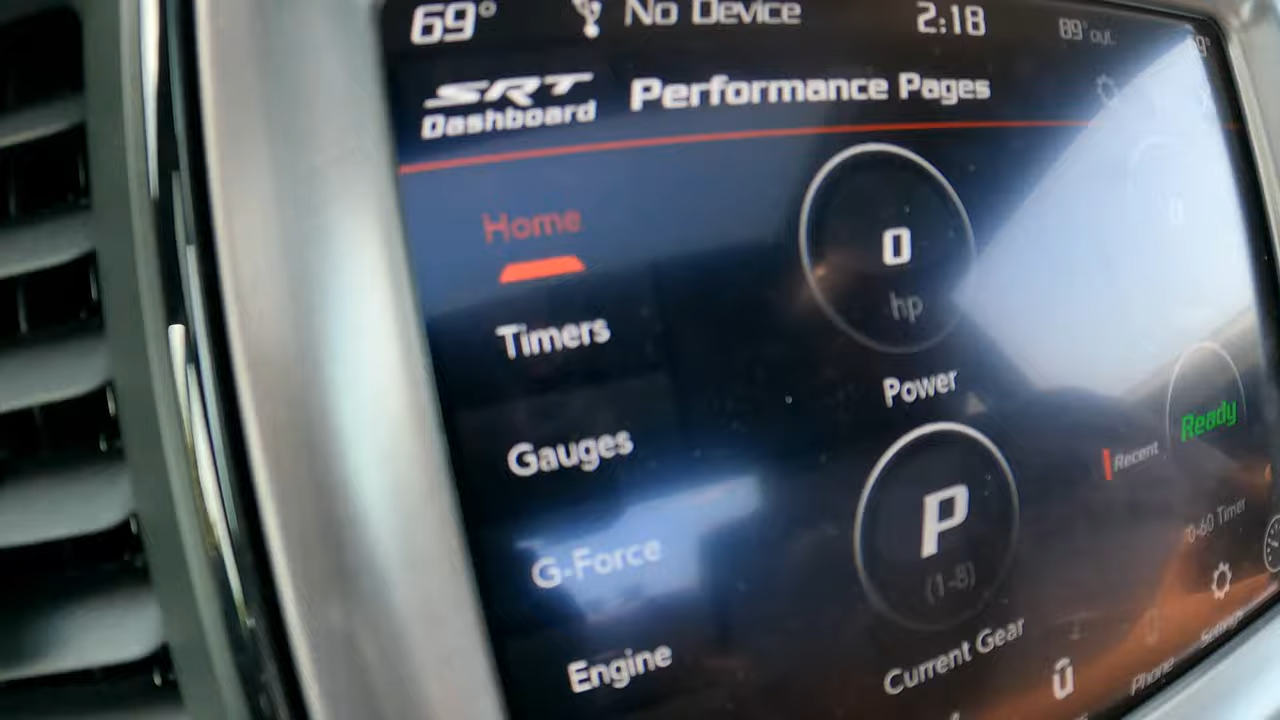 69° No Device 2:18 89° out
SRT Dashboard Performance Pages
Home
0
hp
Power
Timers
Gauges
G-Force
Engine
P
(1-8)
Current Gear
Ready
Recent
0-60 Timer
Phone
Settings